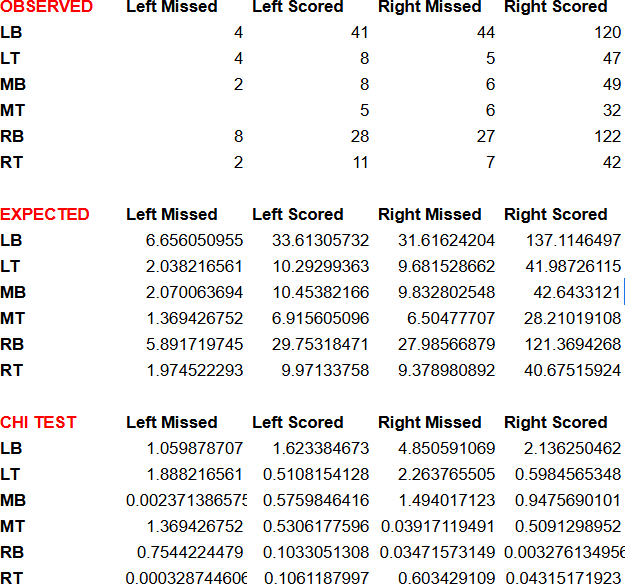 OBSERVED Left Missed Left Scored Right Missed Right Scored
LB 4 41 44 120
LT 4 8 5 47
MB 2 8 6 49
MT 5 6 32
RB 8 28 27 122
RT 2 11 7 42
EXPECTED Left Missed Left Scored Right Missed Right Scored
LB 6.656050955 33.61305732 31.61624204 137.1146497
LT 2.038216561 10.29299363 9.681528662 41.98726115
MB 2.070063694 10.45382166 9.832802548 42.6433121
MT 1.369426752 6.915605096 6.50477707 28.21019108
RB 5.891719745 29.75318471 27.98566879 121.3694268
RT 1.974522293 9.97133758 9.378980892 40.67515924
CHI TEST Left Missed Left Scored Right Missed Right Scored
LB 1.059878707 1.623384673 4.850591069 2.136250462
LT 1.888216561 0.5108154128 2.263765505 0.5984565348
MB 0.002371386575 0.5759846416 1.494017123 0.9475690101
MT 1.369426752 0.5306177596 0.03917119491 0.5091298952
RB 0.7544224479 0.1033051308 0.03471573149 0.003276134956
RT 0.000328744606 0.1061187997 0.603429109 0.04315171923